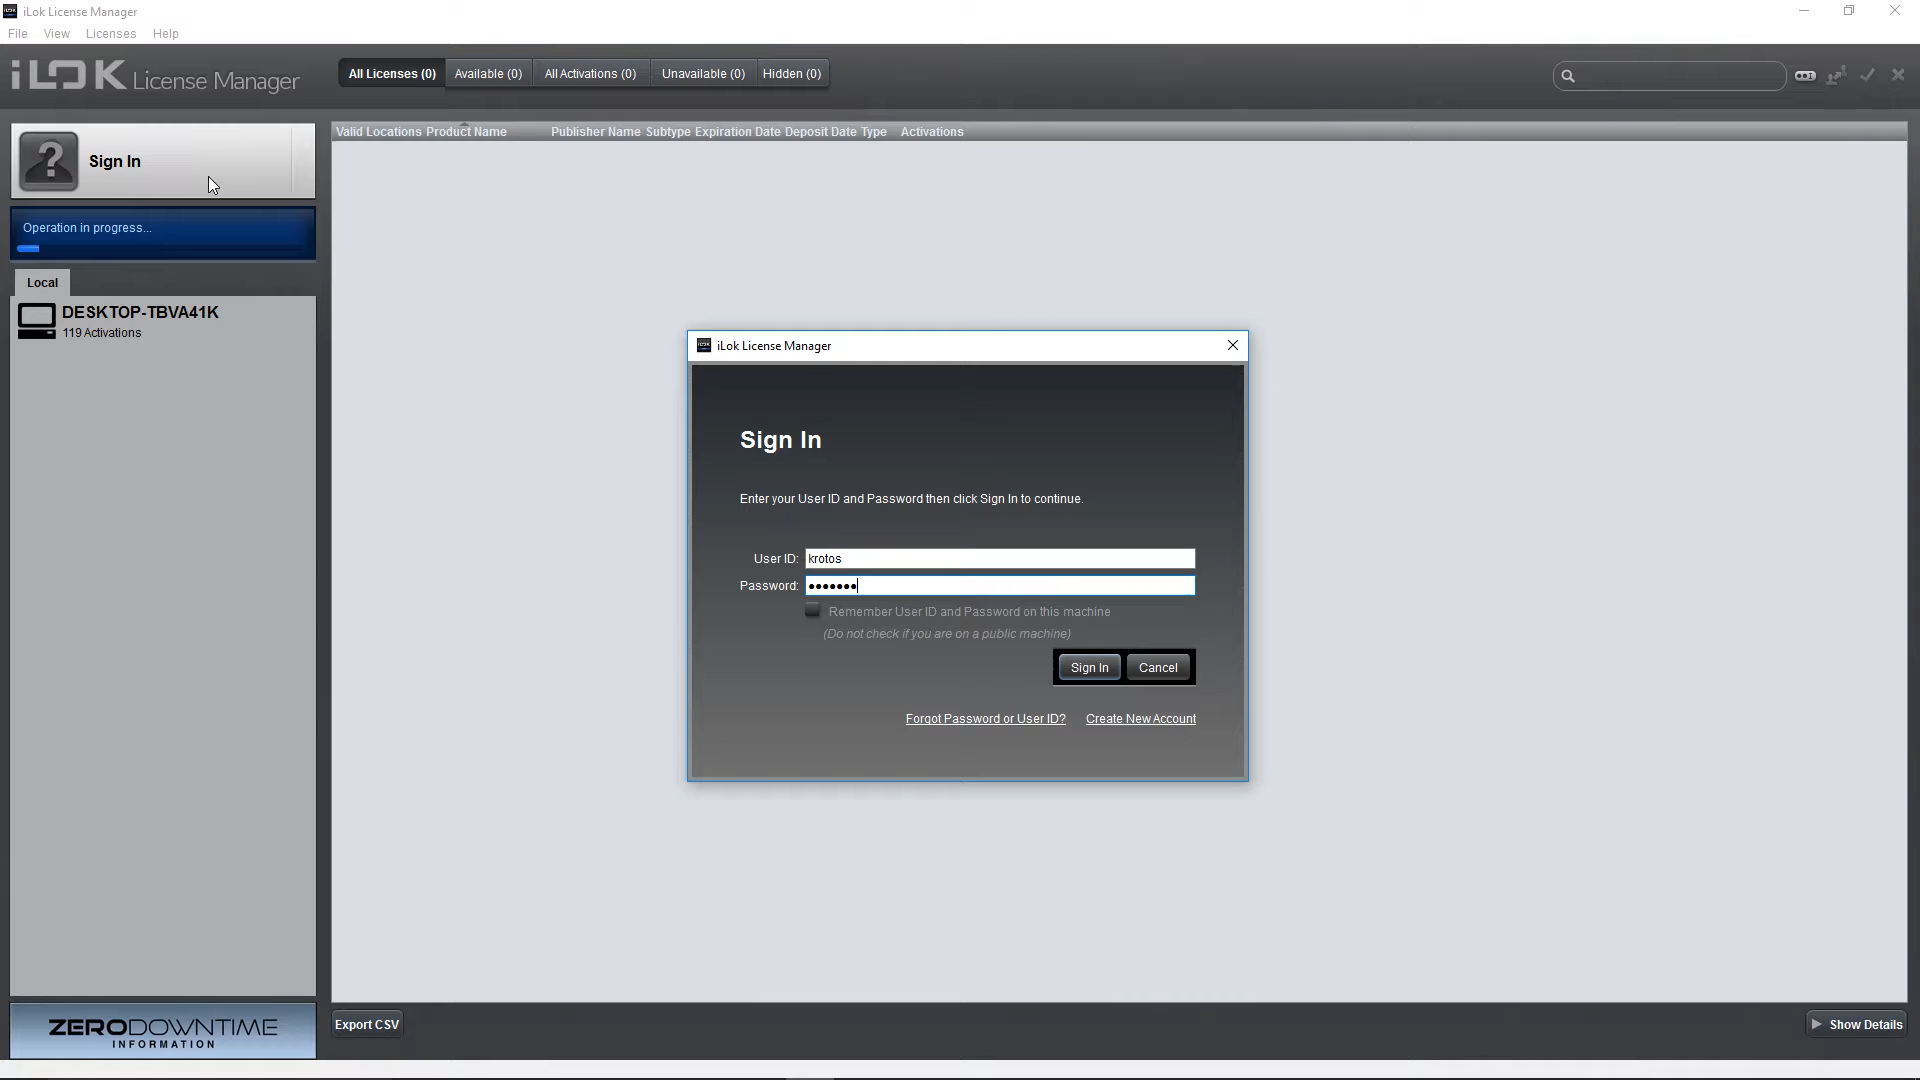 iLok License Manager
File View Licenses Help
iLOK License Manager
All Licenses (0) Available (0) All Activations (0) Unavailable (0) Hidden (0)
Sign In
Operation in progress...
Local
DESKTOP-TBVA41K
119 Activations
Valid Locations Product Name Publisher Name Subtype Expiration Date Deposit Date Type Activations
iLok License Manager
Sign In
Enter your User ID and Password then click Sign In to continue.
User ID: krotos
Password: •••••••
Remember User ID and Password on this machine
(Do not check if you are on a public machine)
Sign In Cancel
Forgot Password or User ID? Create New Account
ZERODOWNTIME
INFORMATION
Export CSV
Show Details